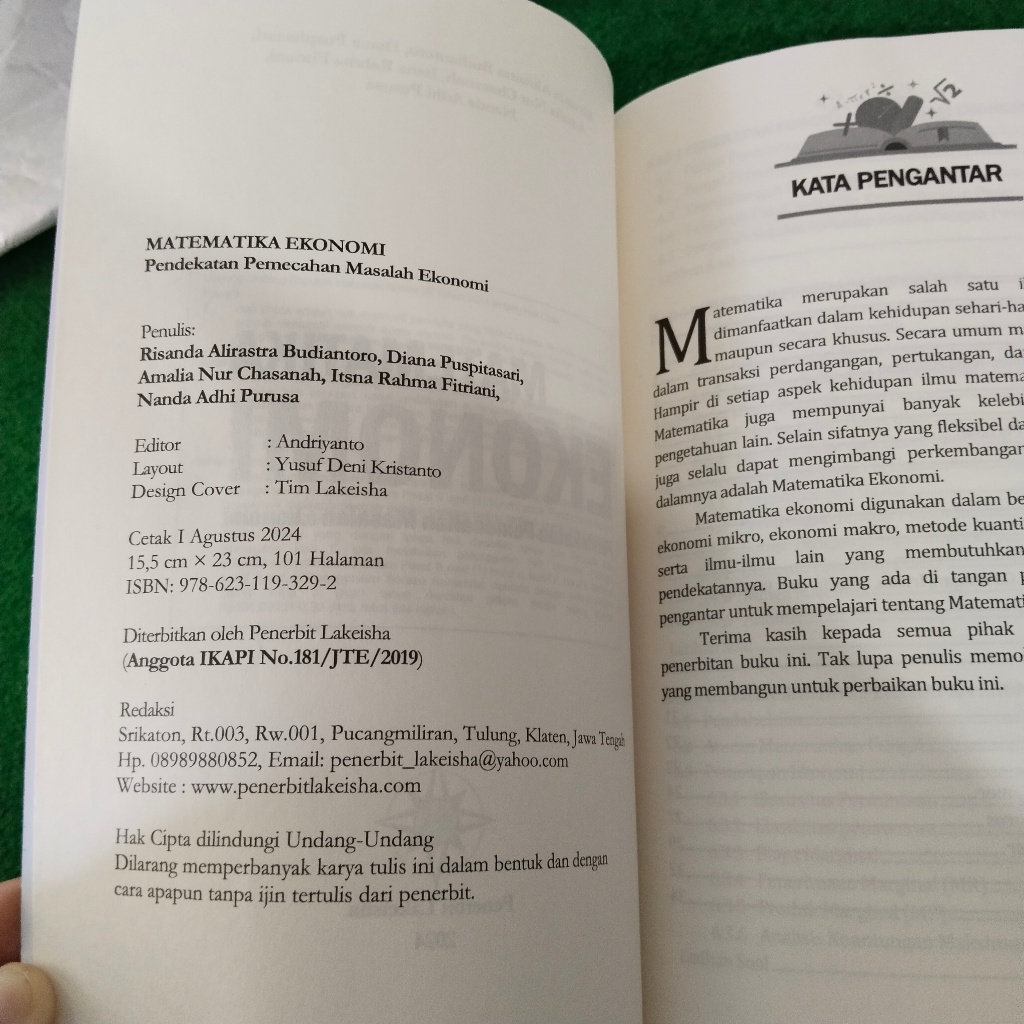 MATEMATIKA EKONOMI
Pendekatan Pemecahan Masalah Ekonomi
Penulis:
Risanda Alirastra Budiantoro, Diana Puspitasari,
Amalia Nur Chasanah, Itsna Rahma Fitriani,
Nanda Adhi Purusa
Editor : Andriyanto
Layout : Yusuf Deni Kristanto
Design Cover : Tim Lakeisha
Cetak I Agustus 2024
15,5 cm × 23 cm, 101 Halaman
ISBN: 978-623-119-329-2
Diterbitkan oleh Penerbit Lakeisha
(Anggota IKAPI No.181/JTE/2019)
Redaksi
Srikaton, Rt.003, Rw.001, Pucangmiliran, Tulung, Klaten, Jawa Tengah
Hp. 08989880852, Email: penerbit_lakeisha@yahoo.com
Website : www.penerbitlakeisha.com
Hak Cipta dilindungi Undang-Undang
Dilarang memperbanyak karya tulis ini dalam bentuk dan dengan
cara apapun tanpa ijin tertulis dari penerbit.
√2
KATA PENGANTAR
Matematika merupakan salah satu
dimanfaatkan dalam kehidupan sehari-ha
maupun secara khusus. Secara umum m
dalam transaksi perdangangan, pertukangan, da
Hampir di setiap aspek kehidupan ilmu matema
Matematika juga mempunyai banyak kelebi
pengetahuan lain. Selain sifatnya yang fleksibel da
juga selalu dapat mengimbangi perkembangan
dalamnya adalah Matematika Ekonomi.
Matematika ekonomi digunakan dalam be
ekonomi mikro, ekonomi makro, metode kuanti
serta ilmu-ilmu lain yang membutuhkan
pendekatannya. Buku yang ada di tangan p
pengantar untuk mempelajari tentang Matemati
Terima kasih kepada semua pihak
penerbitan buku ini. Tak lupa penulis memo
yang membangun untuk perbaikan buku ini.